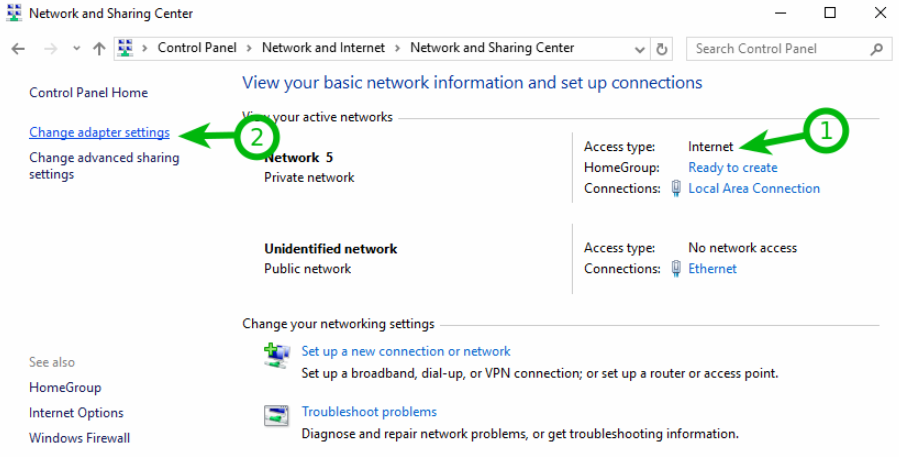 Network and Sharing Center
Control Panel > Network and Internet > Network and Sharing Center
Search Control Panel
Control Panel Home
View your basic network information and set up connections
Change adapter settings
2
View your active networks
1
Change advanced sharing
settings
Network 5
Private network
Access type: Internet
HomeGroup: Ready to create
Connections: Local Area Connection
Unidentified network
Public network
Access type: No network access
Connections: Ethernet
Change your networking settings
Set up a new connection or network
Set up a broadband, dial-up, or VPN connection; or set up a router or access point.
Troubleshoot problems
Diagnose and repair network problems, or get troubleshooting information.
See also
HomeGroup
Internet Options
Windows Firewall